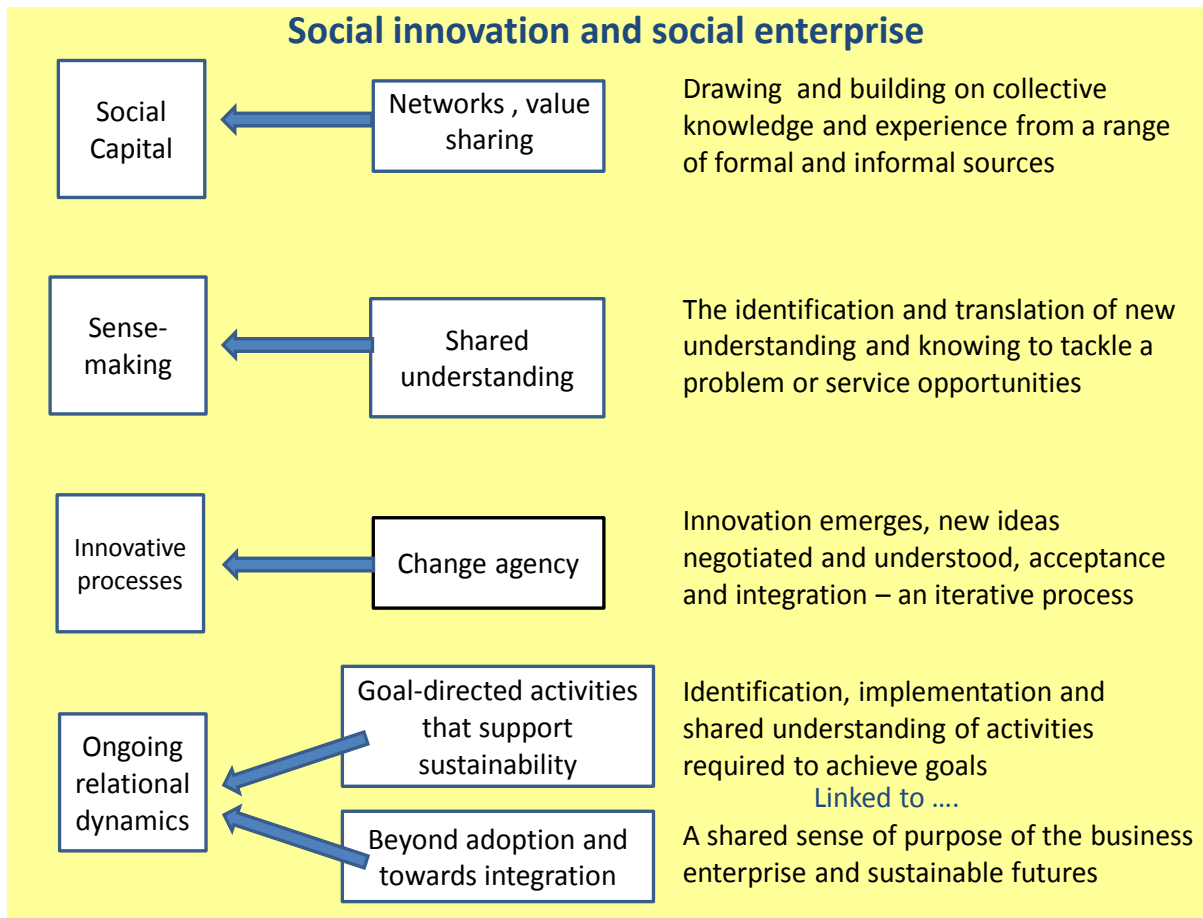 Social innovation and social enterprise
Social
Capital
Networks , value
sharing
Drawing and building on collective
knowledge and experience from a range
of formal and informal sources
Sense-
making
Shared
understanding
The identification and translation of new
understanding and knowing to tackle a
problem or service opportunities
Innovative
processes
Change agency
Innovation emerges, new ideas
negotiated and understood, acceptance
and integration – an iterative process
Ongoing
relational
dynamics
Goal-directed activities
that support
sustainability
Identification, implementation and
shared understanding of activities
required to achieve goals
Linked to ....
Beyond adoption and
towards integration
A shared sense of purpose of the business
enterprise and sustainable futures